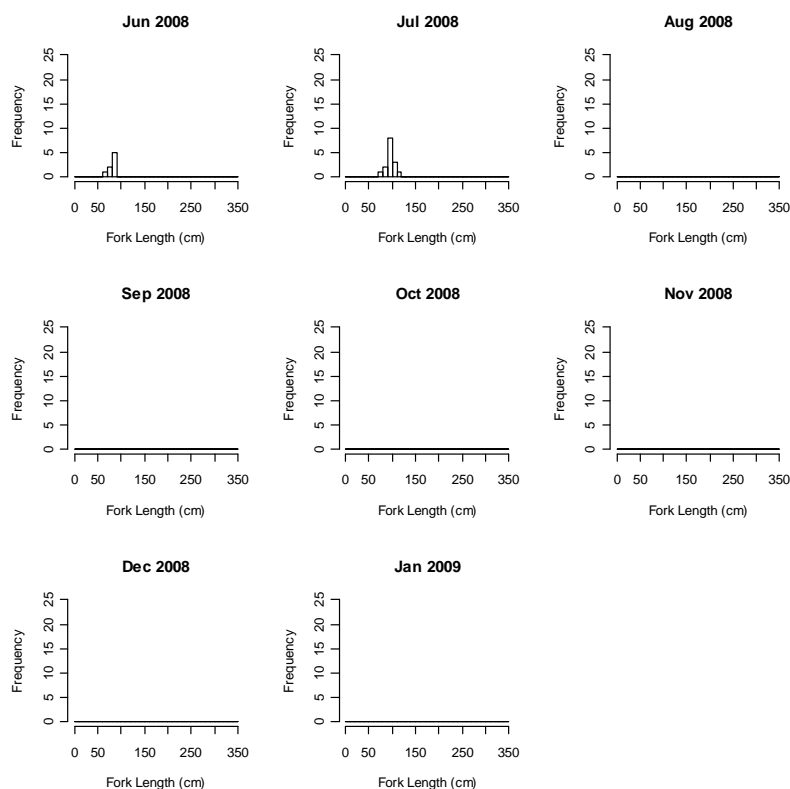 Jun 2008
Jul 2008
Aug 2008
Frequency
0 5 10 15 20 25
0 50 150 250 350
Fork Length (cm)
Frequency
0 5 10 15 20 25
0 50 150 250 350
Fork Length (cm)
Frequency
0 5 10 15 20 25
0 50 150 250 350
Fork Length (cm)
Sep 2008
Oct 2008
Nov 2008
Frequency
0 5 10 15 20 25
0 50 150 250 350
Fork Length (cm)
Frequency
0 5 10 15 20 25
0 50 150 250 350
Fork Length (cm)
Frequency
0 5 10 15 20 25
0 50 150 250 350
Fork Length (cm)
Dec 2008
Jan 2009
Frequency
0 5 10 15 20 25
0 50 150 250 350
Fork Length (cm)
Frequency
0 5 10 15 20 25
0 50 150 250 350
Fork Length (cm)